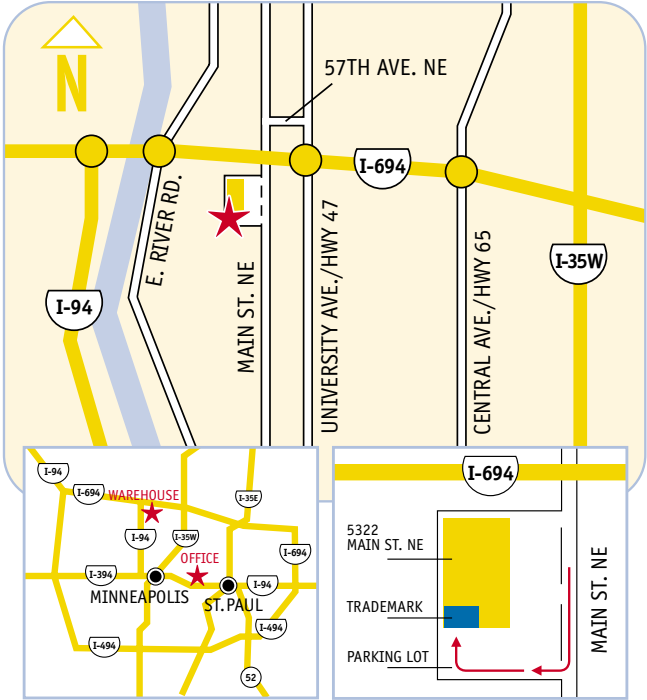 N
57TH AVE. NE
I-694
E. RIVER RD.
I-35W
I-94
MAIN ST. NE
UNIVERSITY AVE./HWY 47
CENTRAL AVE./HWY 65
I-94
I-694
WAREHOUSE
I-35E
I-94
I-35W
I-694
OFFICE
I-394
I-94
MINNEAPOLIS
ST.PAUL
I-494
I-494
52
I-694
5322
MAIN ST. NE
TRADEMARK
PARKING LOT
MAIN ST. NE